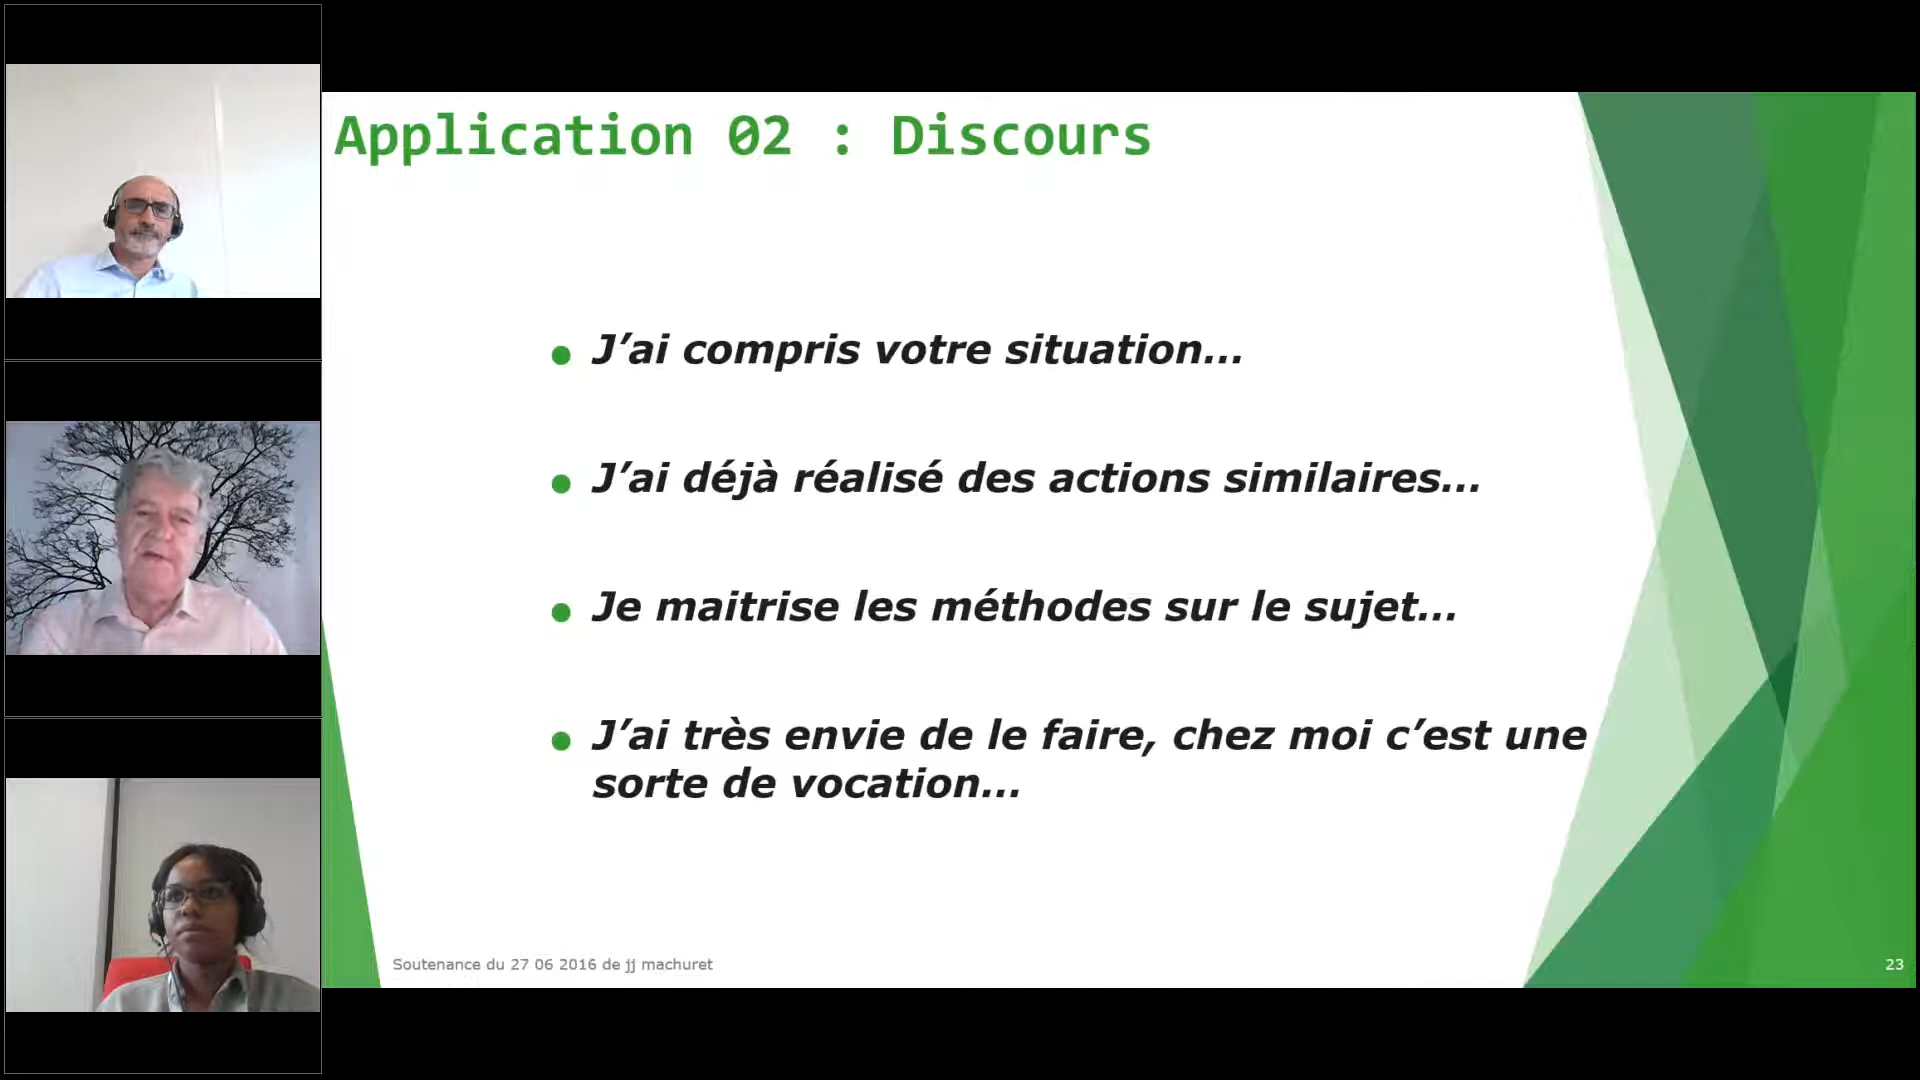 Application 02 : Discours
J’ai compris votre situation...
J’ai déjà réalisé des actions similaires...
Je maitrise les méthodes sur le sujet...
J’ai très envie de le faire, chez moi c’est une
sorte de vocation...
Soutenance du 27 06 2016 de jj machuret
23